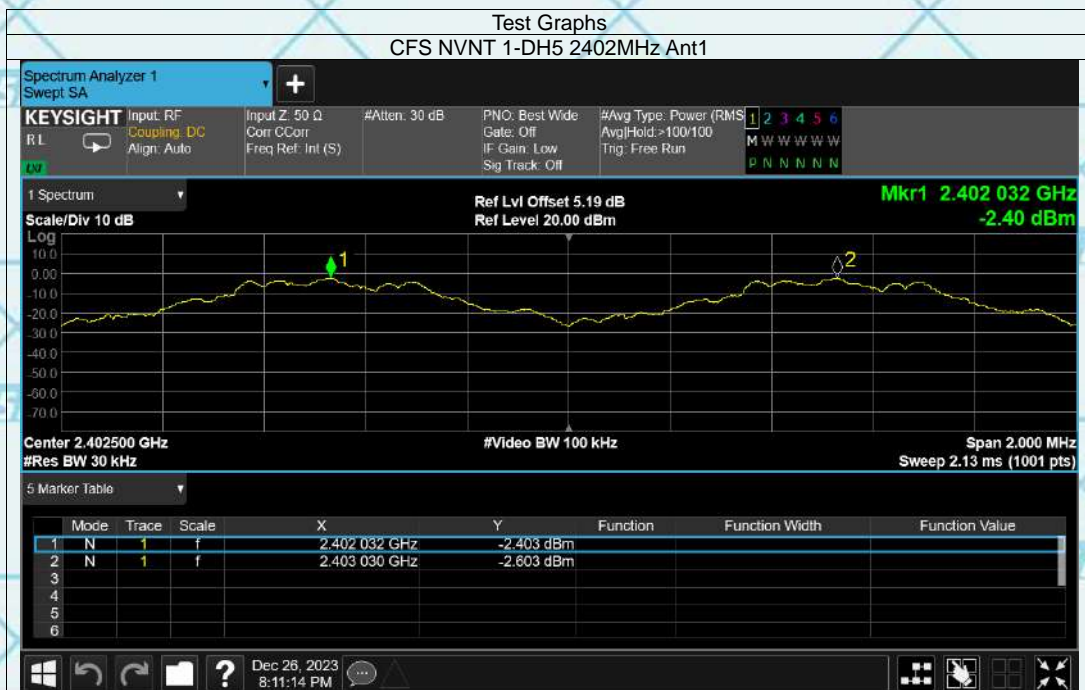 Test Graphs
CFS NVNT 1-DH5 2402MHz Ant1
Spectrum Analyzer 1
Swept SA
+
KEYSIGHT Input: RF Input Z: 50 Ω #Atten: 30 dB PNO: Best Wide #Avg Type: Power (RMS 1 2 3 4 5 6
RL Coupling: DC Corr CCorr Gate: Off Avg|Hold:>100/100 M W W W W W
Align: Auto Freq Ref: Int (S) IF Gain: Low Trig: Free Run
Sig Track: Off P N N N N N
1 Spectrum Ref Lvl Offset 5.19 dB Mkr1 2.402 032 GHz
Scale/Div 10 dB Ref Level 20.00 dBm -2.40 dBm
Log
10.0
0.00
-10.0
-20.0
-30.0
-40.0
-50.0
-60.0
-70.0
1
2
Center 2.402500 GHz #Video BW 100 kHz Span 2.000 MHz
#Res BW 30 kHz Sweep 2.13 ms (1001 pts)
5 Marker Table
Mode Trace Scale X Y Function Function Width Function Value
1 N 1 f 2.402 032 GHz -2.403 dBm
2 N 1 f 2.403 030 GHz -2.603 dBm
3
4
5
6
? Dec 26, 2023
8:11:14 PM